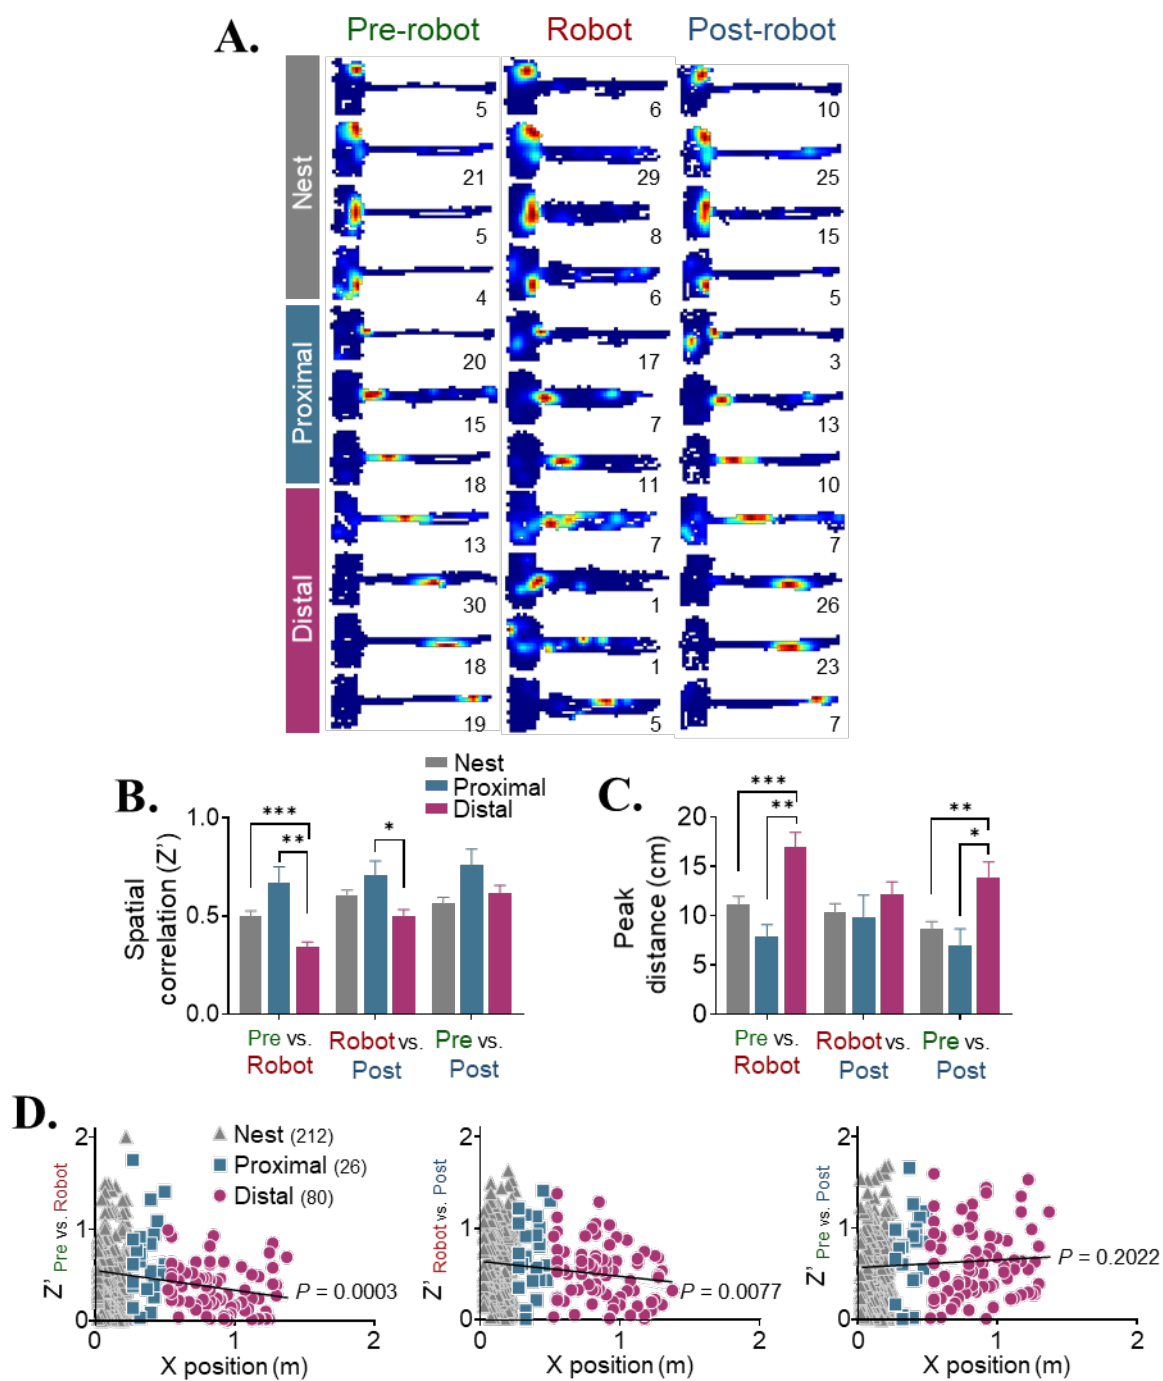 A.
Pre-robot Robot Post-robot
Nest
5 6 10
21 29 25
5 8 15
4 6 5
Proximal
20 17 3
15 7 13
18 11 10
Distal
13 7 7
30 1 26
18 1 23
19 5 7
B.
Nest
Proximal
Distal
Spatial
correlation (Z')
1.0
0.5
0.0
***
**
*
Pre vs.
Robot
Robot vs.
Post
Pre vs.
Post
C.
Peak
distance (cm)
20
15
10
5
0
***
**
**
*
Pre vs.
Robot
Robot vs.
Post
Pre vs.
Post
D.
Nest (212)
Proximal (26)
Distal (80)
Z' Pre vs. Robot
2
1
0
P = 0.0003
0 1 2
X position (m)
Z' Robot vs. Post
2
1
0
P = 0.0077
0 1 2
X position (m)
Z' Pre vs. Post
2
1
0
P = 0.2022
0 1 2
X position (m)